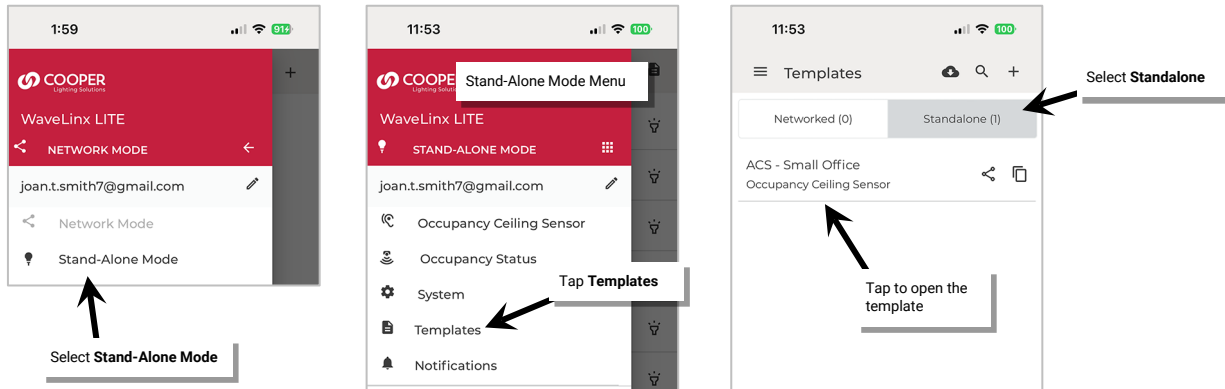 1:59
91
COOPER
Lighting Solutions
WaveLinx LITE
NETWORK MODE
joan.t.smith7@gmail.com
Network Mode
Stand-Alone Mode
Select Stand-Alone Mode
11:53
100
COOPE
Lighting Solutions
Stand-Alone Mode Menu
WaveLinx LITE
STAND-ALONE MODE
joan.t.smith7@gmail.com
Occupancy Ceiling Sensor
Occupancy Status
System
Tap Templates
Templates
Notifications
11:53
100
Templates
Select Standalone
Networked (0)
Standalone (1)
ACS - Small Office
Occupancy Ceiling Sensor
Tap to open the
template